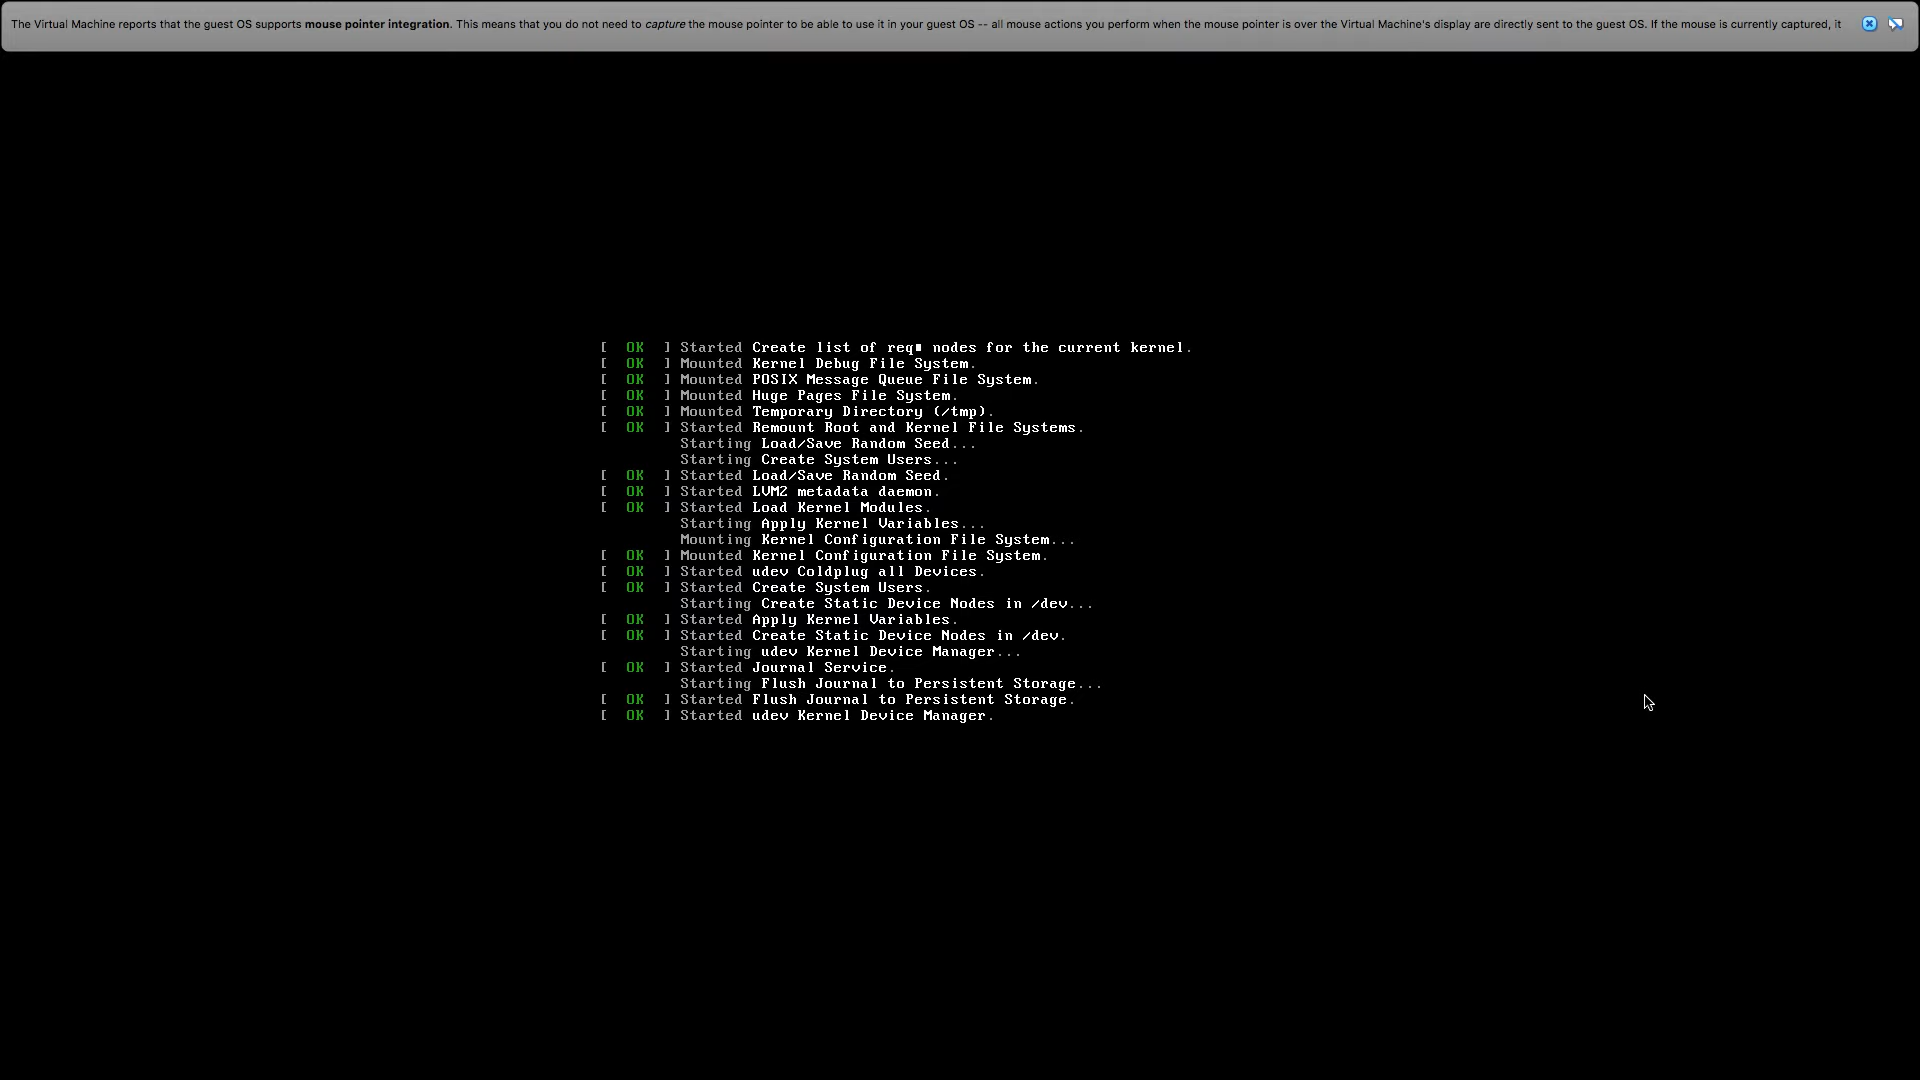 The Virtual Machine reports that the guest OS supports mouse pointer integration. This means that you do not need to capture the mouse pointer to be able to use it in your guest OS -- all mouse actions you perform when the mouse pointer is over the Virtual Machine's display are directly sent to the guest OS. If the mouse is currently captured, it
[  OK  ] Started Create list of req nodes for the current kernel.
[  OK  ] Mounted Kernel Debug File System.
[  OK  ] Mounted POSIX Message Queue File System.
[  OK  ] Mounted Huge Pages File System.
[  OK  ] Mounted Temporary Directory (/tmp).
[  OK  ] Started Remount Root and Kernel File Systems.
Starting Load/Save Random Seed...
Starting Create System Users...
[  OK  ] Started Load/Save Random Seed.
[  OK  ] Started LVM2 metadata daemon.
[  OK  ] Started Load Kernel Modules.
Starting Apply Kernel Variables...
Mounting Kernel Configuration File System...
[  OK  ] Mounted Kernel Configuration File System.
[  OK  ] Started udev Coldplug all Devices.
[  OK  ] Started Create System Users.
Starting Create Static Device Nodes in /dev...
[  OK  ] Started Apply Kernel Variables.
[  OK  ] Started Create Static Device Nodes in /dev.
Starting udev Kernel Device Manager...
[  OK  ] Started Journal Service.
Starting Flush Journal to Persistent Storage...
[  OK  ] Started Flush Journal to Persistent Storage.
[  OK  ] Started udev Kernel Device Manager.